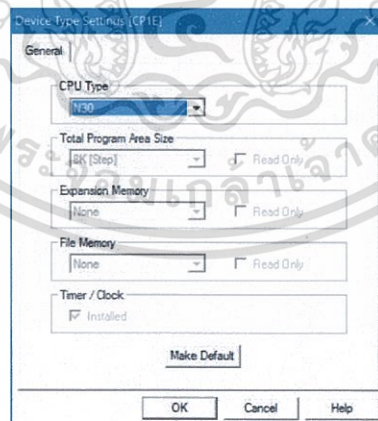 Device Type Settings [CP1E]
General
CPU Type
N30
Total Program Area Size
8K [Step]
Read Only
Expansion Memory
None
Read Only
File Memory
None
Read Only
Timer / Clock
Installed
Make Default
OK Cancel Help